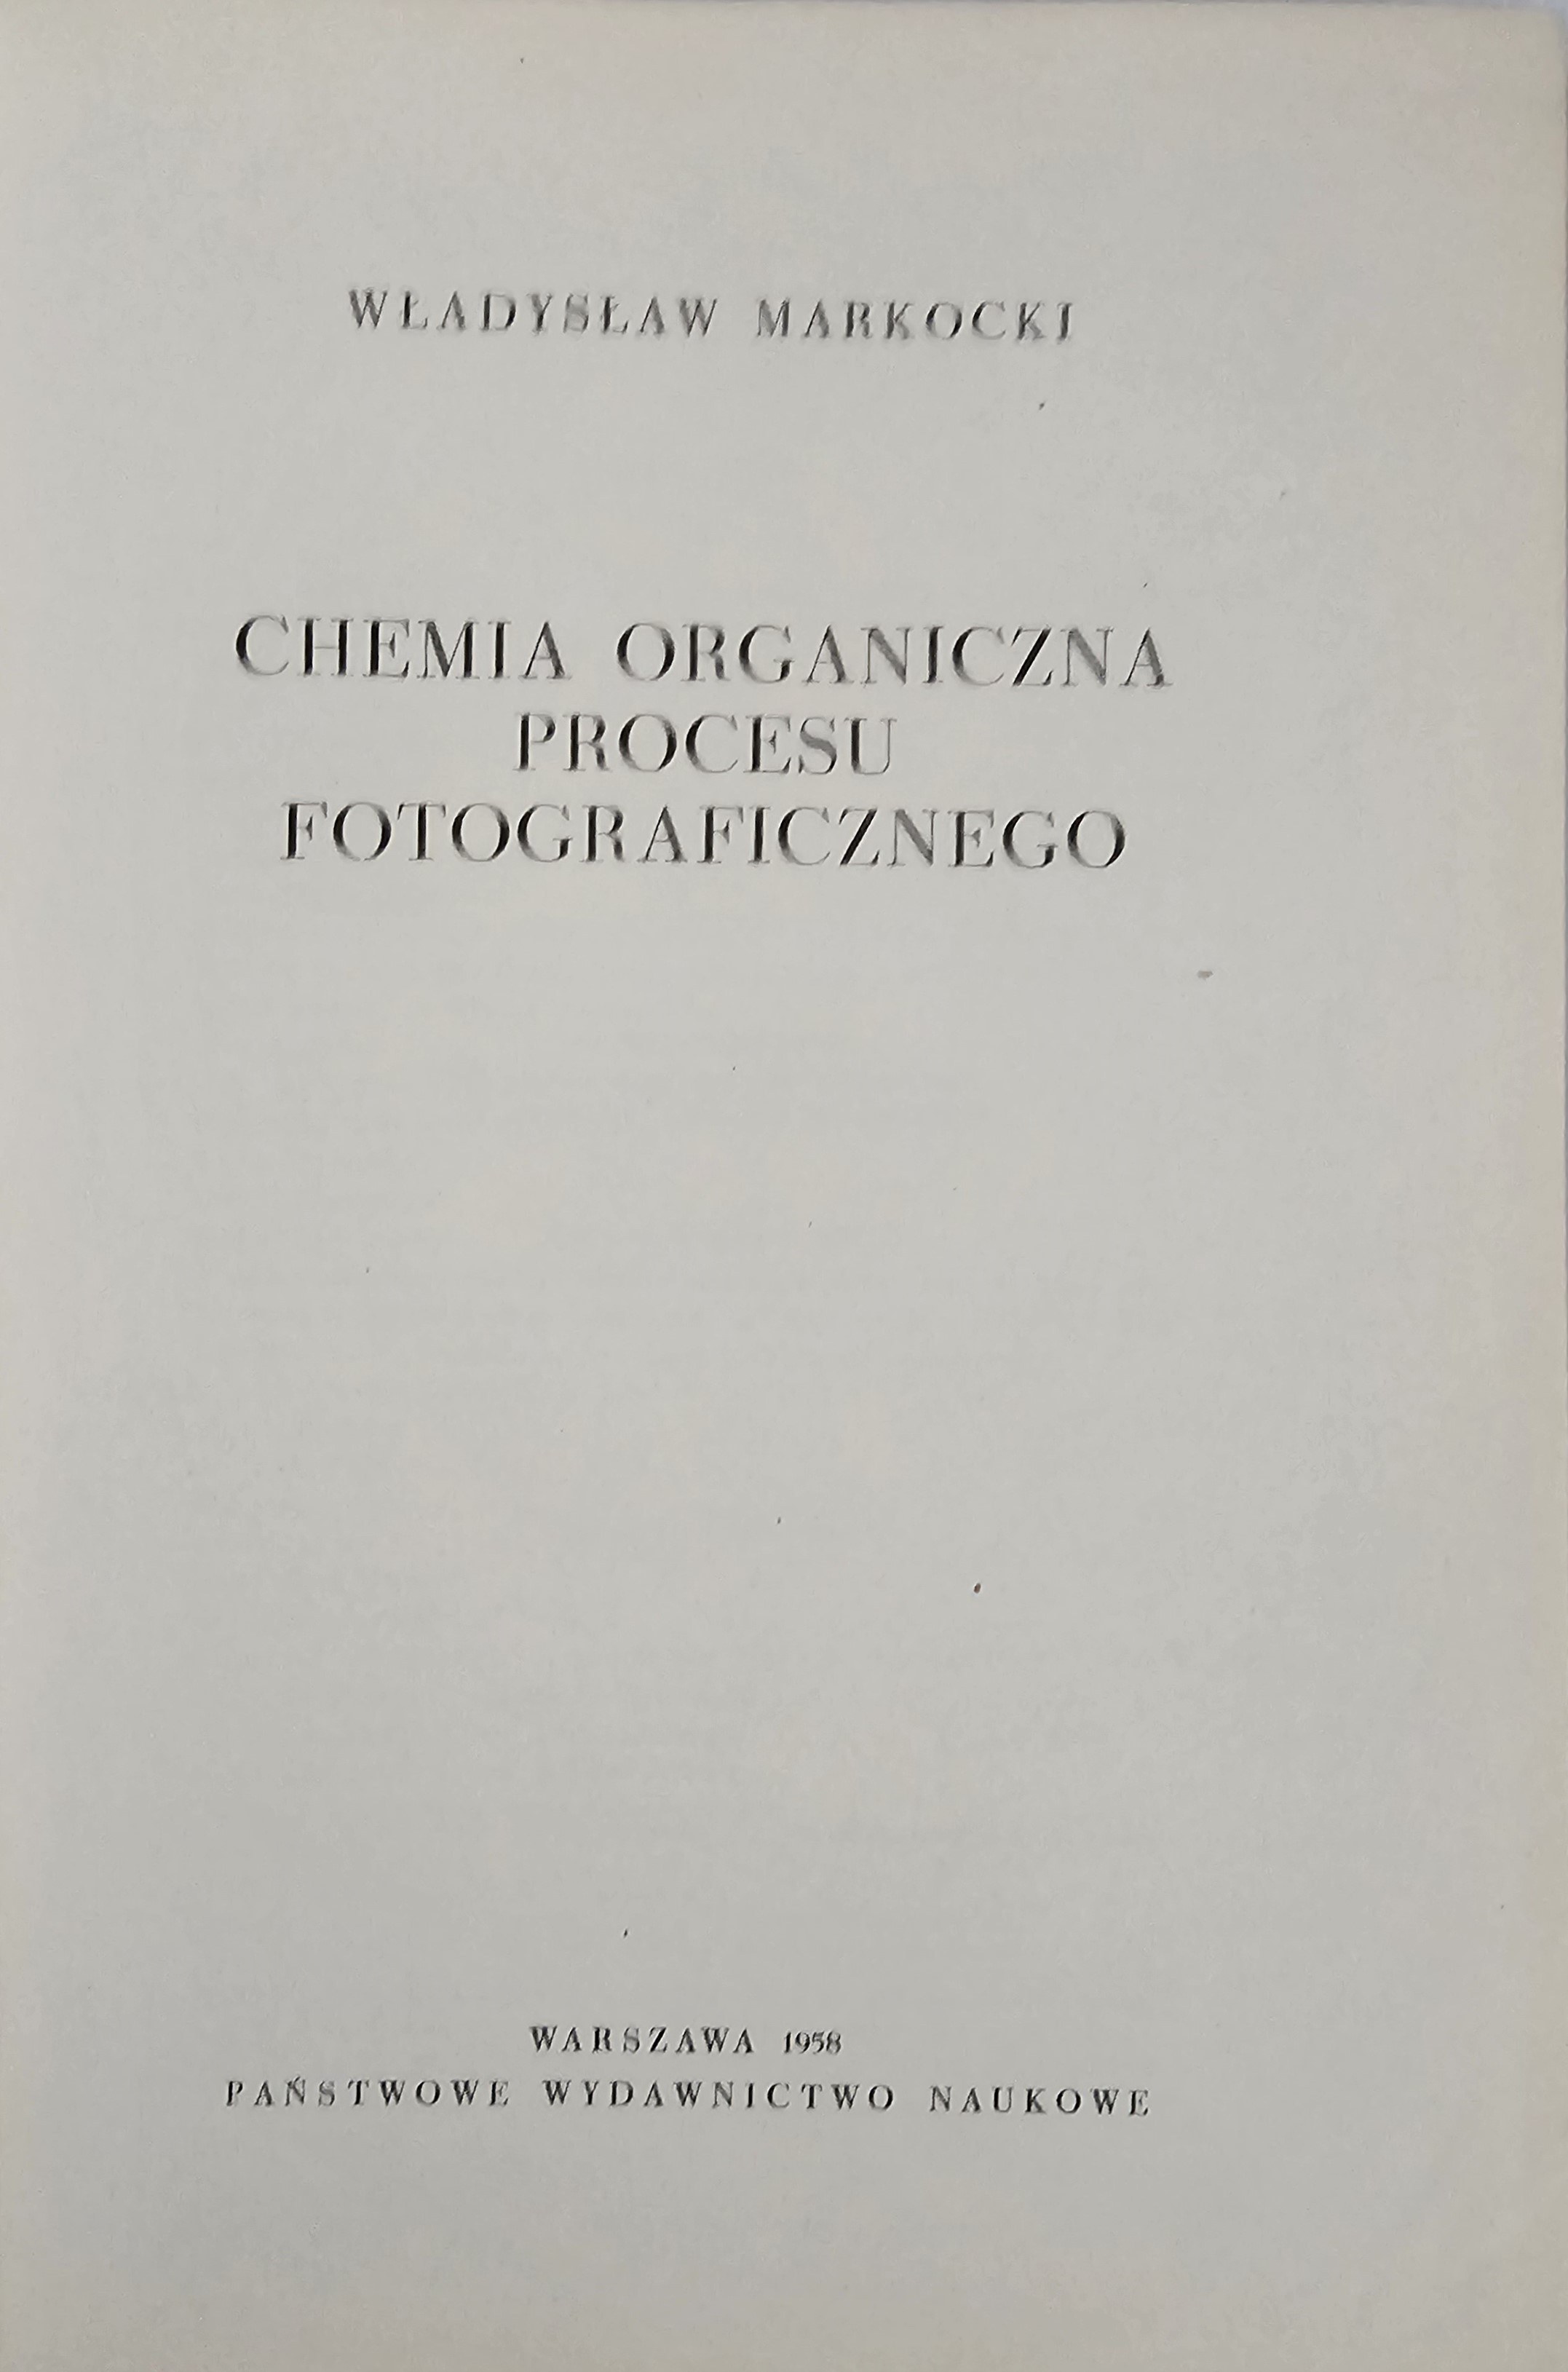 WŁADYSŁAW MARKOCKI
CHEMIA ORGANICZNA
PROCESU
FOTOGRAFICZNEGO
WARSZAWA 1958
PAŃSTWOWE WYDAWNICTWO NAUKOWE